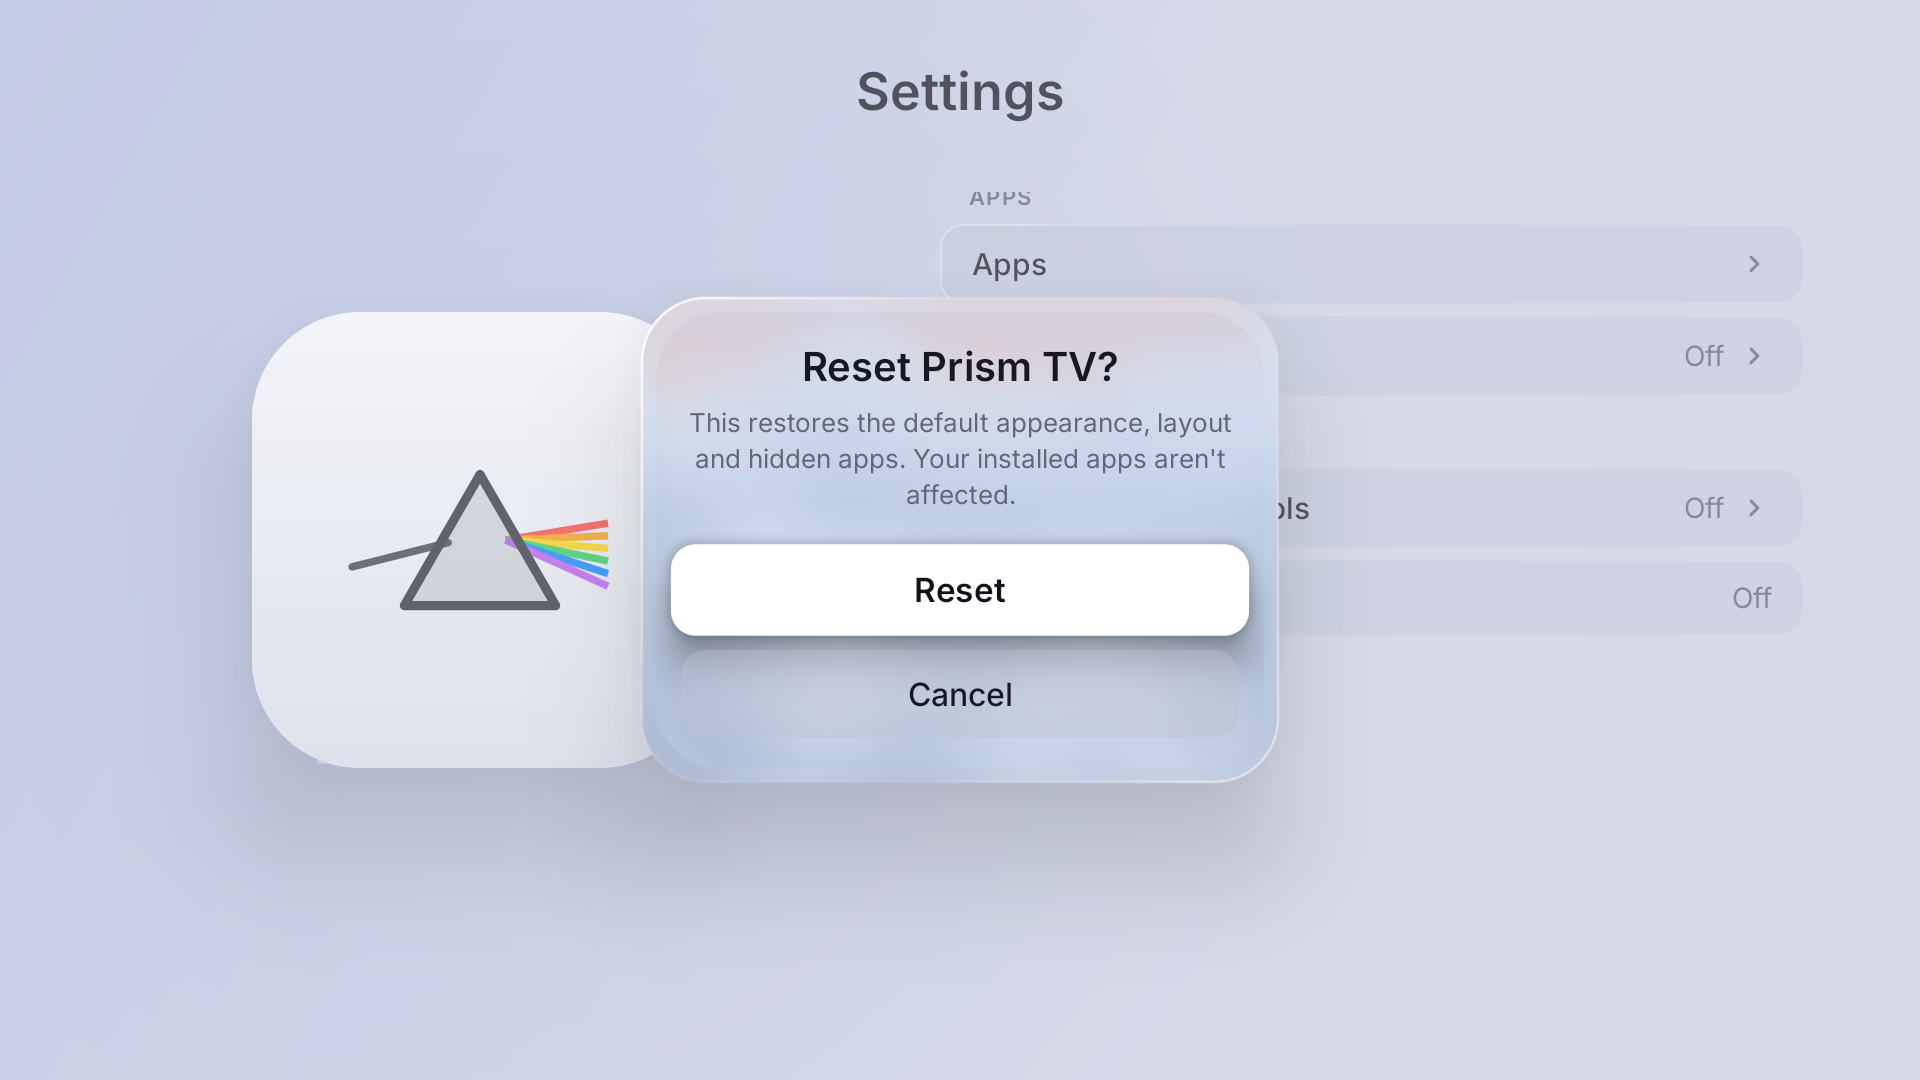 Settings
APPS
Apps
Off
Reset Prism TV?
This restores the default appearance, layout
and hidden apps. Your installed apps aren't
affected.
Off
Reset
Off
Cancel